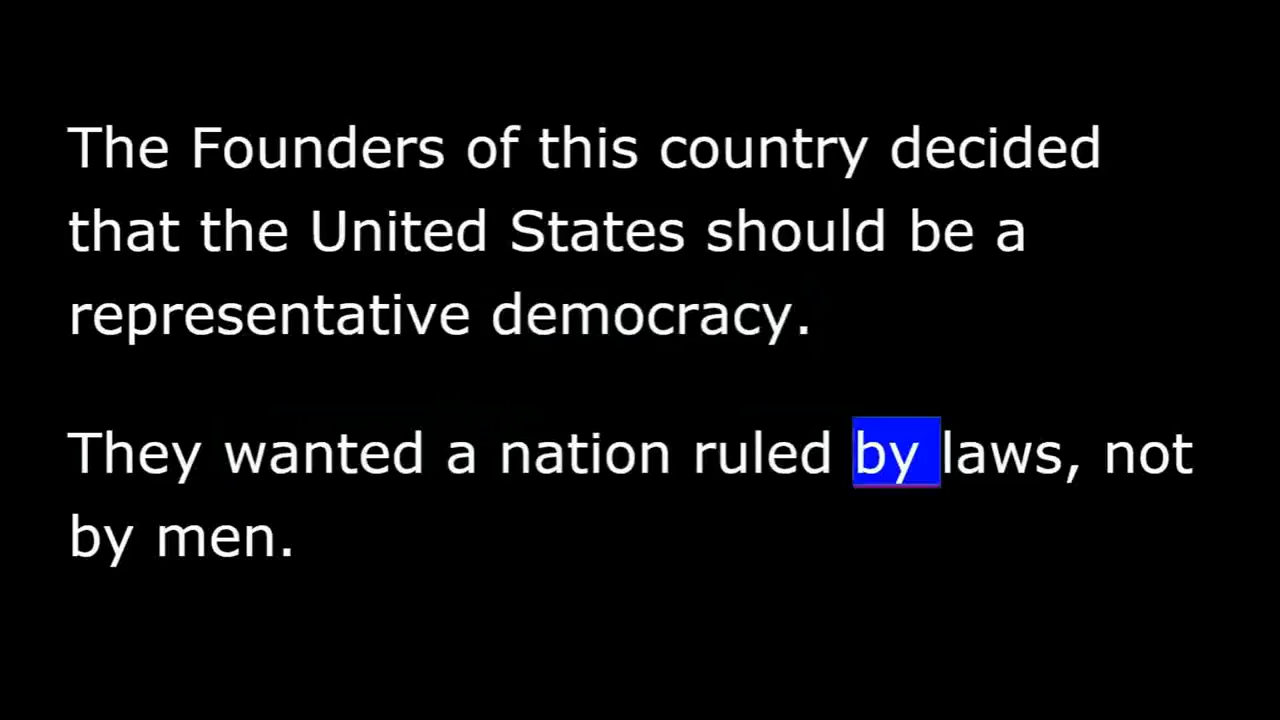 The Founders of this country decided
that the United States should be a
representative democracy.
They wanted a nation ruled by laws, not
by men.